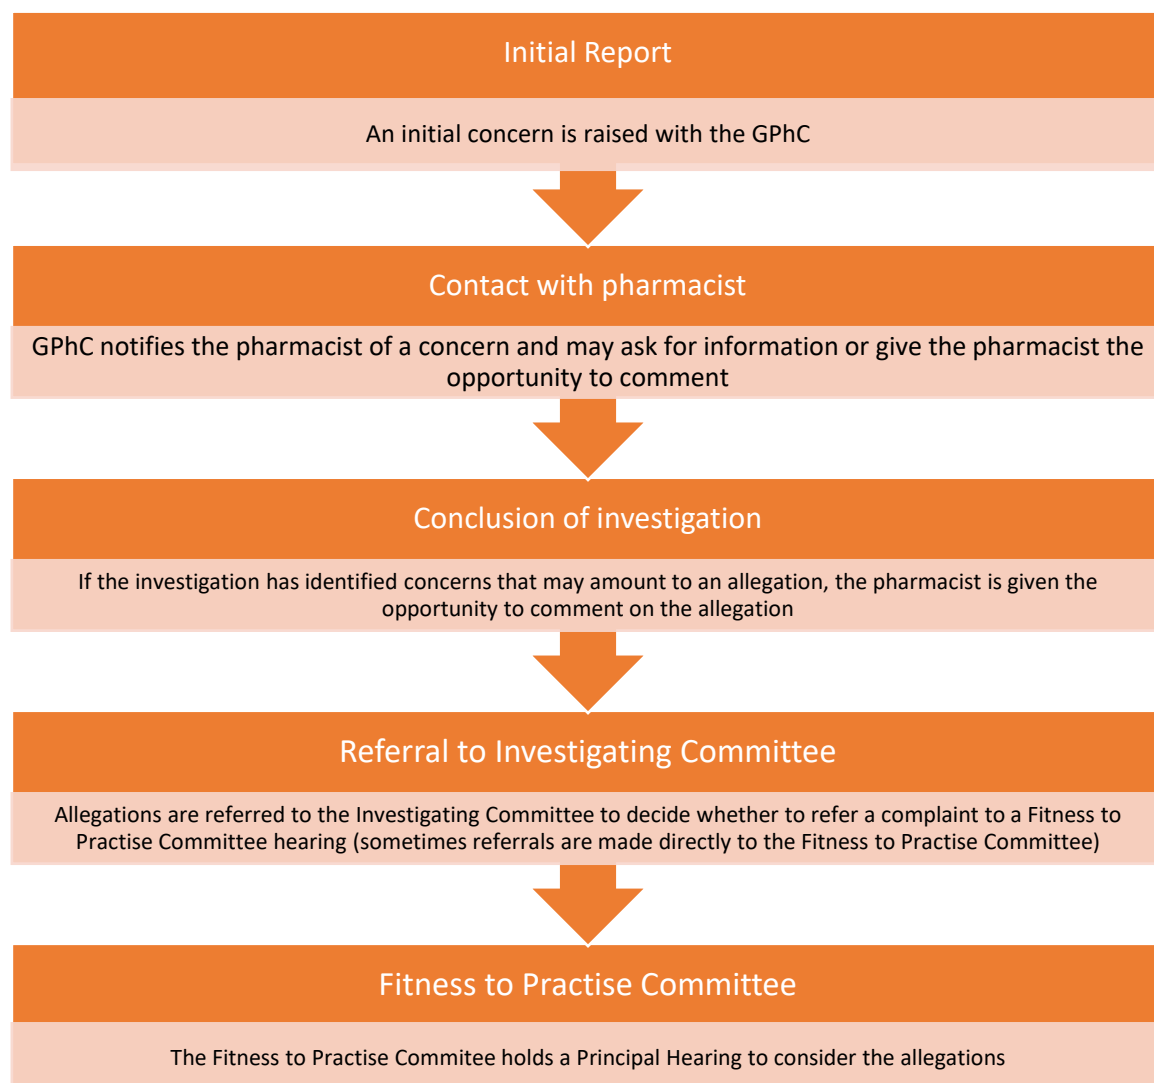 Initial Report
An initial concern is raised with the GPhC
Contact with pharmacist
GPhC notifies the pharmacist of a concern and may ask for information or give the pharmacist the
opportunity to comment
Conclusion of investigation
If the investigation has identified concerns that may amount to an allegation, the pharmacist is given the
opportunity to comment on the allegation
Referral to Investigating Committee
Allegations are referred to the Investigating Committee to decide whether to refer a complaint to a Fitness to
Practise Committee hearing (sometimes referrals are made directly to the Fitness to Practise Committee)
Fitness to Practise Committee
The Fitness to Practise Commitee holds a Principal Hearing to consider the allegations